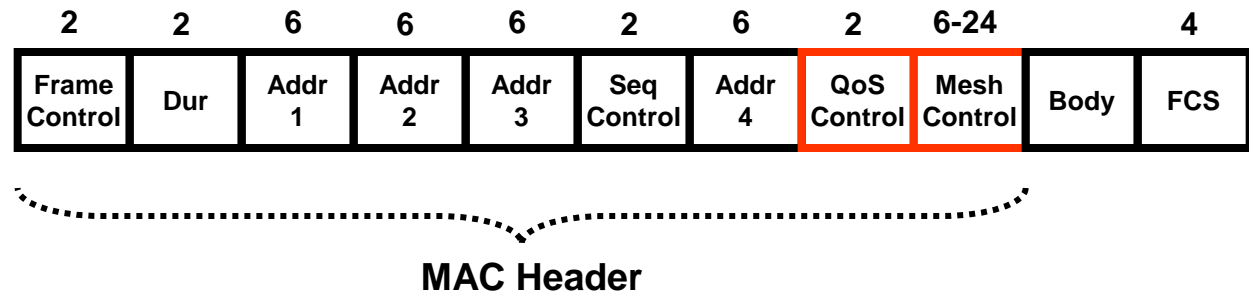 2 2 6 6 6 2 6 2 6-24 4
Frame Control Dur Addr 1 Addr 2 Addr 3 Seq Control Addr 4 QoS Control Mesh Control Body FCS
MAC Header